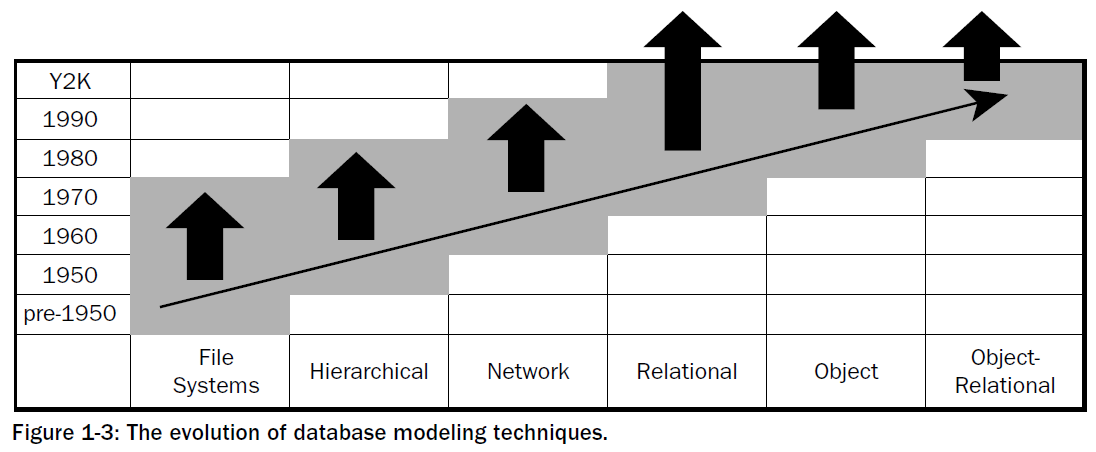 Y2K
1990
1980
1970
1960
1950
pre-1950
File
Systems
Hierarchical
Network
Relational
Object
Object-
Relational
Figure 1-3: The evolution of database modeling techniques.